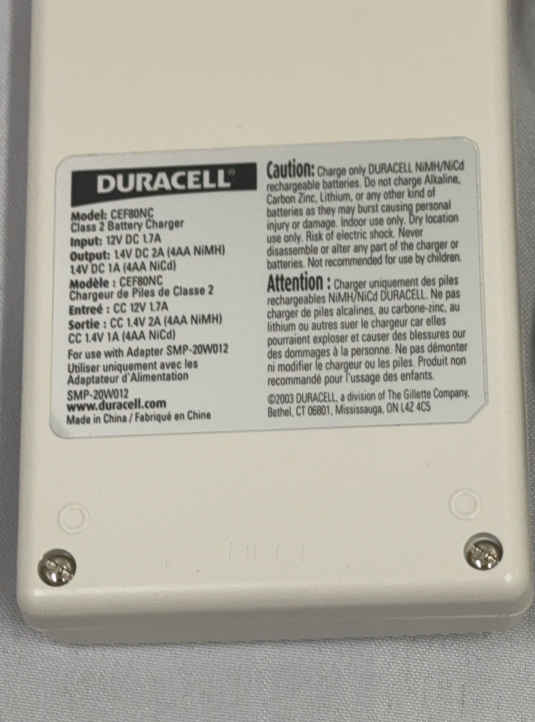 DURACELL®
Model: CEF80NC
Class 2 Battery Charger
Input: 12V DC 1.7A
Output: 1.4V DC 2A (4AA NiMH)
1.4V DC 1A (4AA NiCd)
Modèle : CEF80NC
Chargeur de Piles de Classe 2
Entreé : CC 12V 1.7A
Sortie : CC 1.4V 2A (4AA NiMH)
CC 1.4V 1A (4AA NiCd)
For use with Adapter SMP-20W012
Utiliser uniquement avec les
Adaptateur d'Alimentation
SMP-20W012
www.duracell.com
Made in China / Fabriqué en Chine
Caution: Charge only DURACELL NiMH/NiCd
rechargeable batteries. Do not charge Alkaline,
Carbon Zinc, Lithium, or any other kind of
batteries as they may burst causing personal
injury or damage. Indoor use only. Dry location
use only. Risk of electric shock. Never
disassemble or alter any part of the charger or
batteries. Not recommended for use by children.
Attention : Charger uniquement des piles
rechargeables NiMH/NiCd DURACELL. Ne pas
charger de piles alcalines, au carbone-zinc, au
lithium ou autres suer le chargeur car elles
pourraient exploser et causer des blessures our
des dommages à la personne. Ne pas démonter
ni modifier le chargeur ou les piles. Produit non
recommandé pour l'ussage des enfants.
©2003 DURACELL, a division of The Gillette Company,
Bethel, CT 06801, Mississauga, ON L4Z 4C5